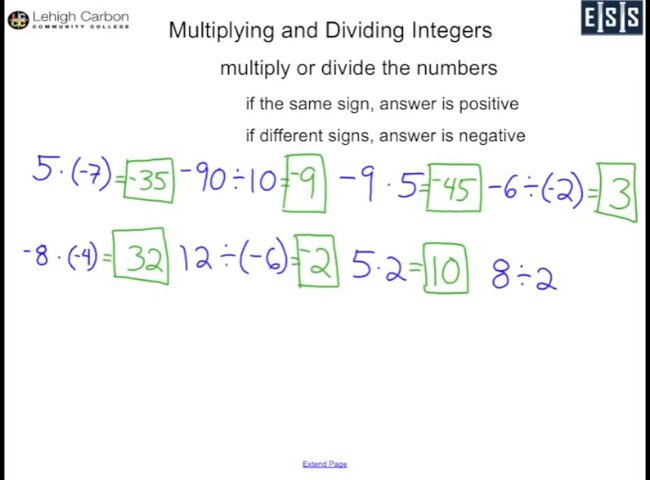 Lehigh Carbon
COMMUNITY COLLEGE
E|S|S
Multiplying and Dividing Integers
multiply or divide the numbers
if the same sign, answer is positive
if different signs, answer is negative
5 · (-7) = -35 -90 ÷ 10 = -9 -9 · 5 = -45 -6 ÷ (-2) = 3
-8 · (-4) = 32 12 ÷ (-6) = -2 5 · 2 = 10 8 ÷ 2
Extend Page